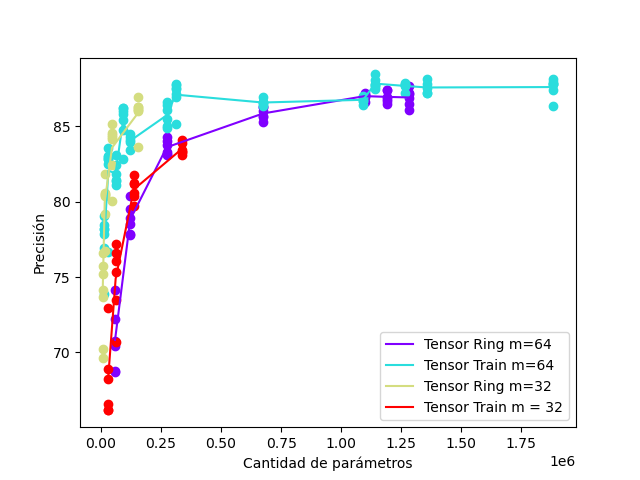 85
80
75
70
Precisión
0.00 0.25 0.50 0.75 1.00 1.25 1.50 1.75
1e6
Cantidad de parámetros
Tensor Ring m=64
Tensor Train m=64
Tensor Ring m=32
Tensor Train m = 32